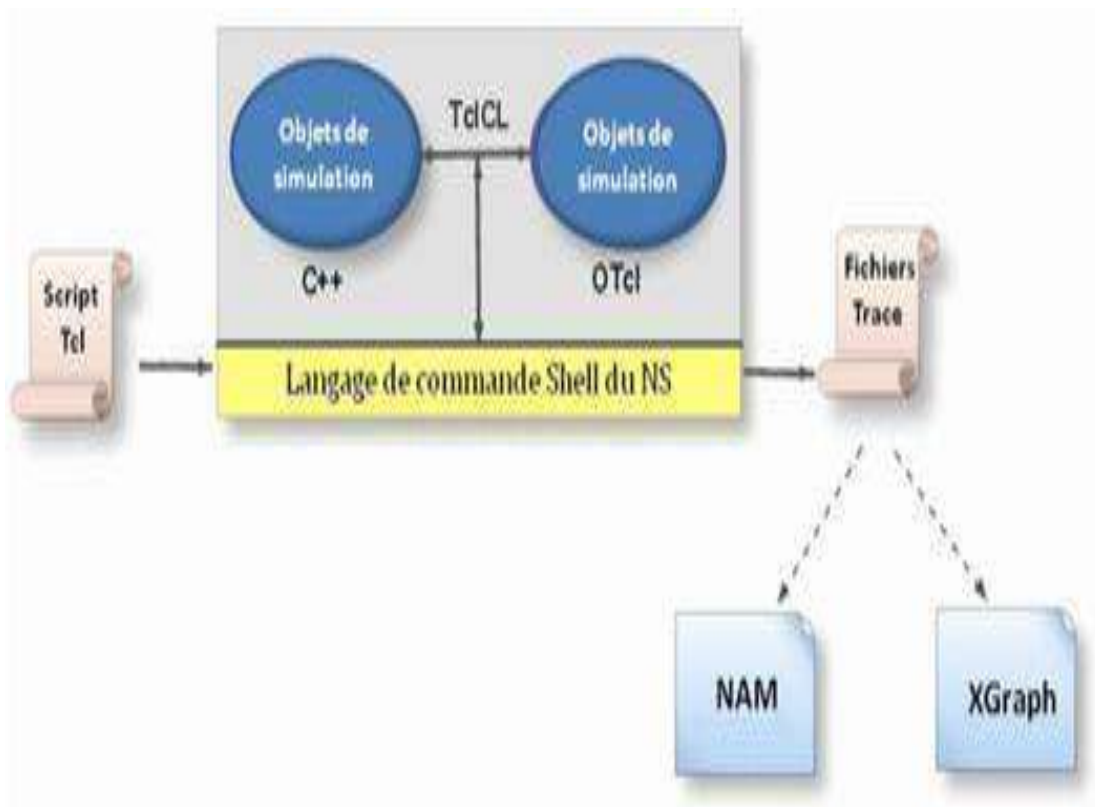 TclCL
Objets de
simulation
Objets de
simulation
C++
OTcl
Script
Tcl
Langage de commande Shell du NS
Fichiers
Trace
NAM
XGraph